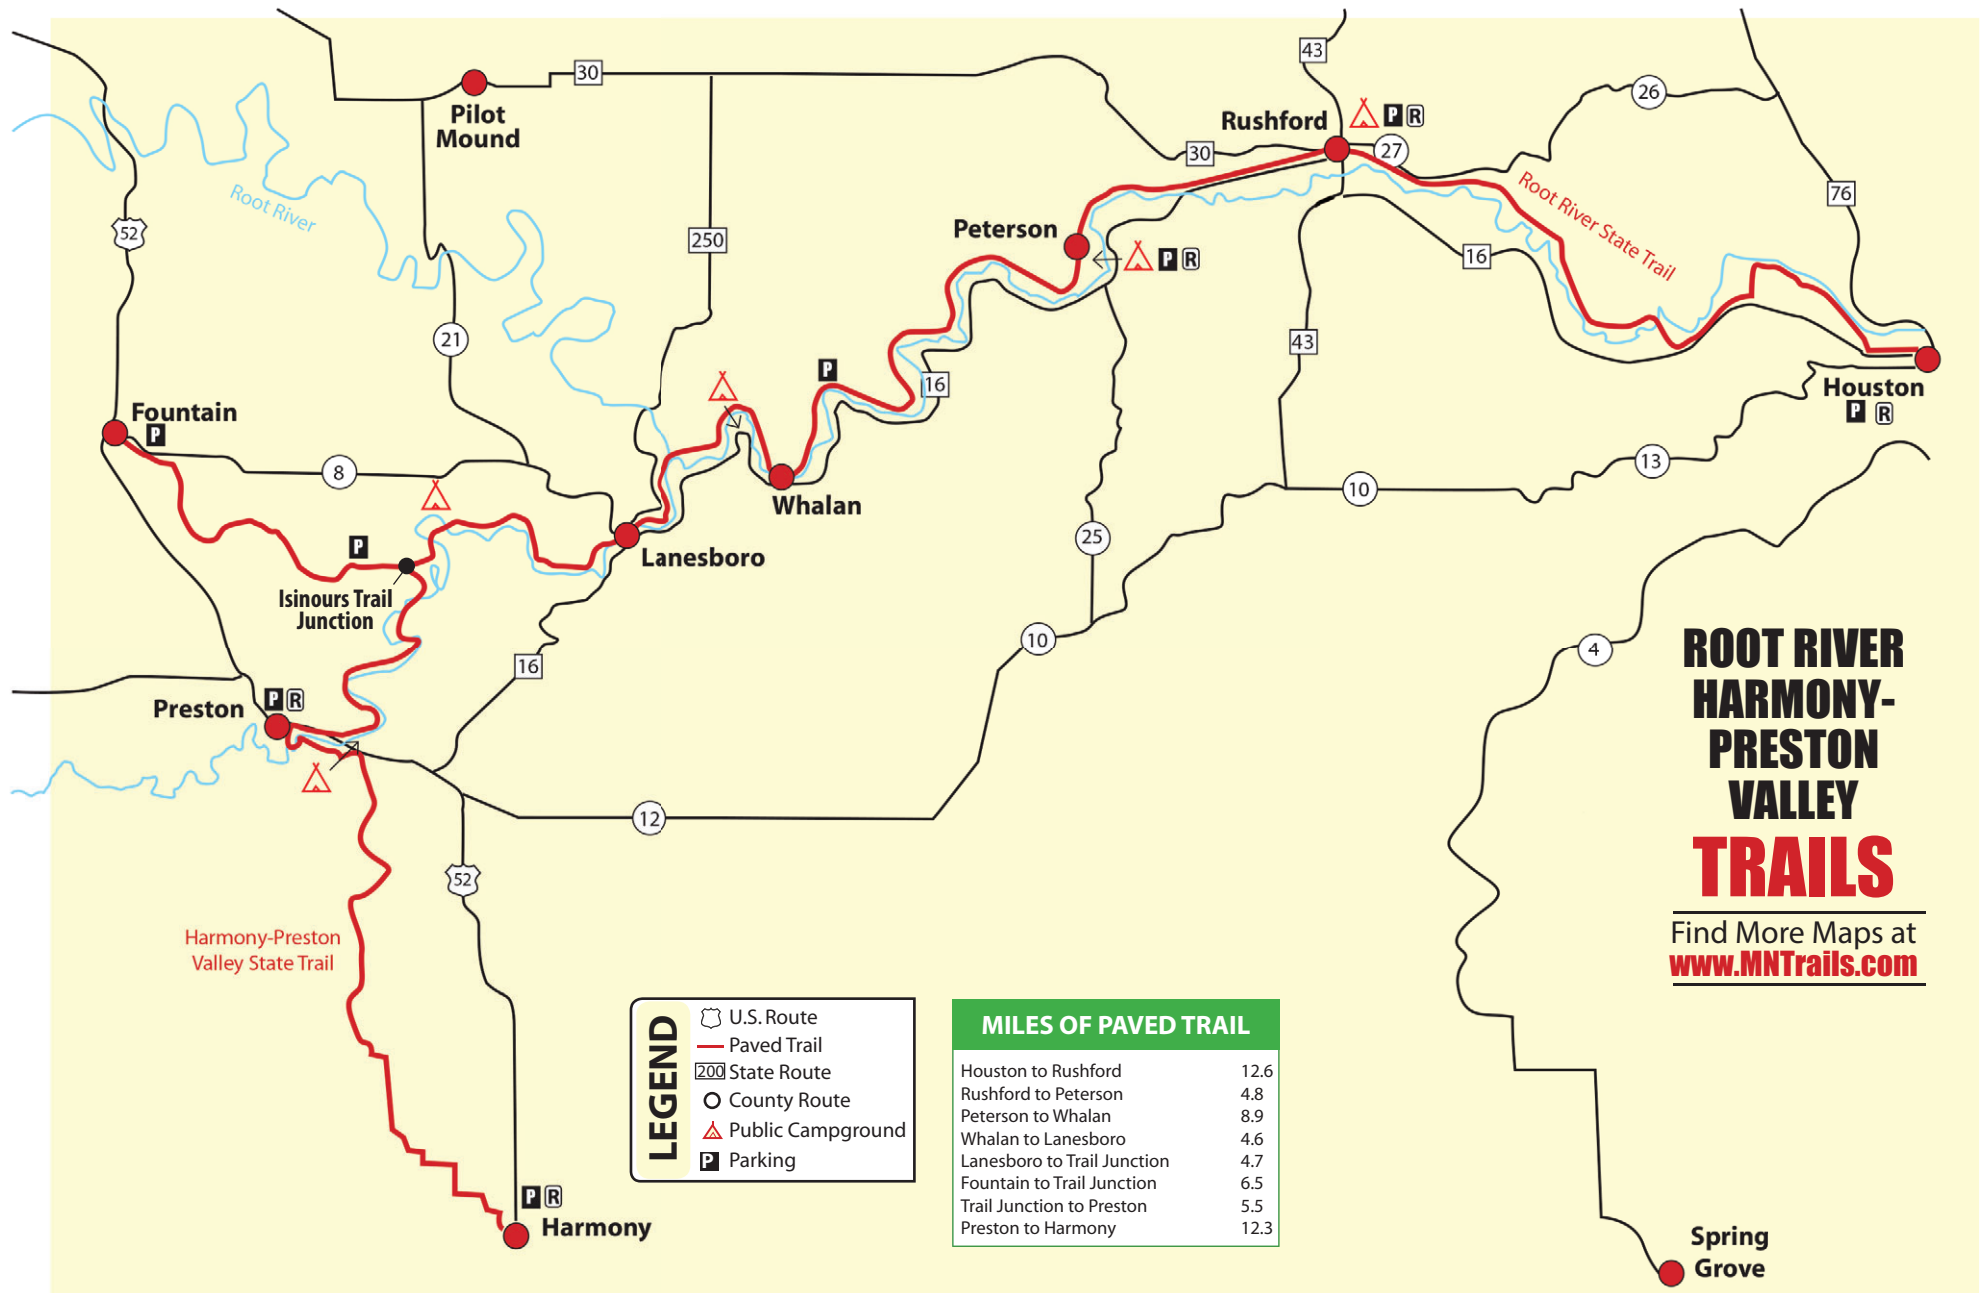 43
30
Pilot
Mound
Rushford
P R
26
27
30
Root River
52
250
Root River State Trail
76
Peterson
P R
16
21
43
P
16
Houston
P R
Fountain
P
8
13
10
Whalan
25
P
Lanesboro
Isinours Trail
Junction
10
4
16
Preston
P R
12
52
Harmony-Preston
Valley State Trail
P R
Harmony
LEGEND
U.S. Route
Paved Trail
200 State Route
County Route
Public Campground
P Parking
MILES OF PAVED TRAIL
Houston to Rushford 12.6
Rushford to Peterson 4.8
Peterson to Whalan 8.9
Whalan to Lanesboro 4.6
Lanesboro to Trail Junction 4.7
Fountain to Trail Junction 6.5
Trail Junction to Preston 5.5
Preston to Harmony 12.3
ROOT RIVER
HARMONY-
PRESTON
VALLEY
TRAILS
Find More Maps at
www.MNTrails.com
Spring
Grove